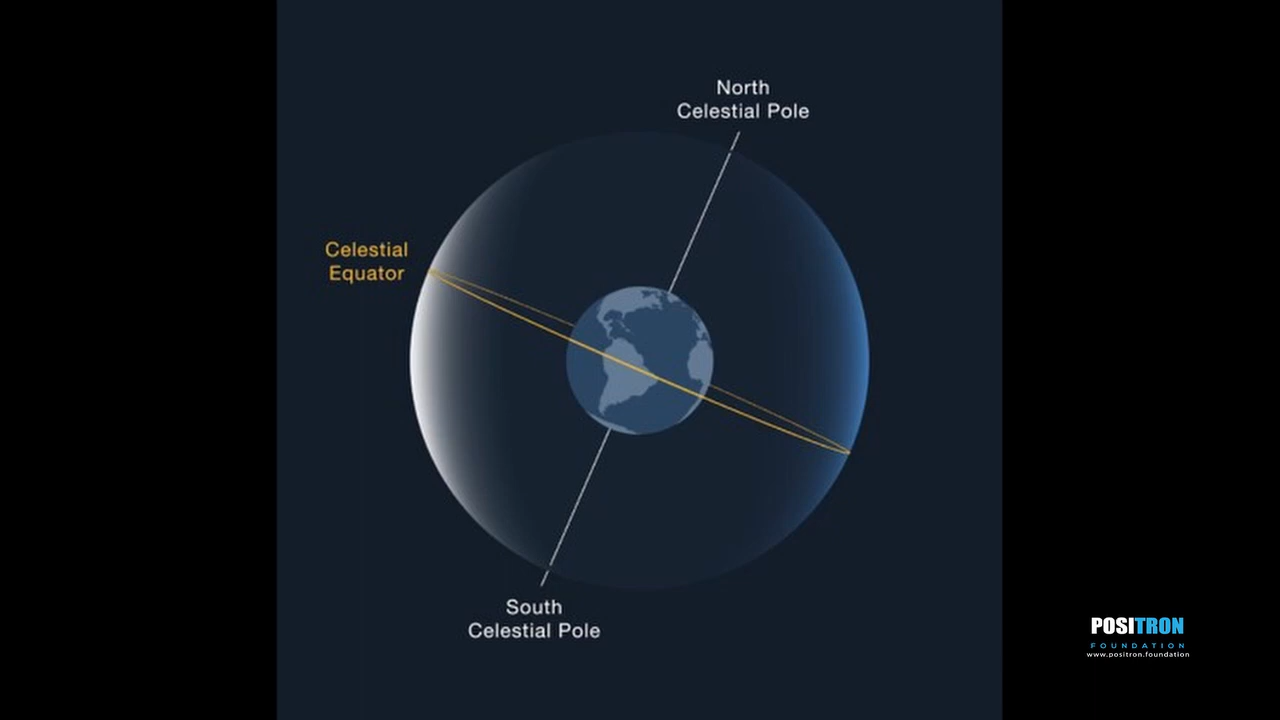 North
Celestial Pole
Celestial
Equator
South
Celestial Pole
POSITRON
FOUNDATION
www.positron.foundation